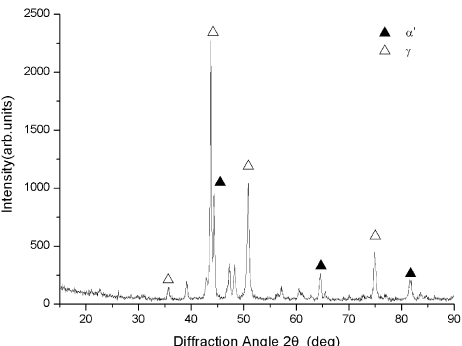 2500
2000
1500
1000
500
0
20 30 40 50 60 70 80 90
Intensity(arb.units)
Diffraction Angle 2θ (deg)
▲ α'
△ γ